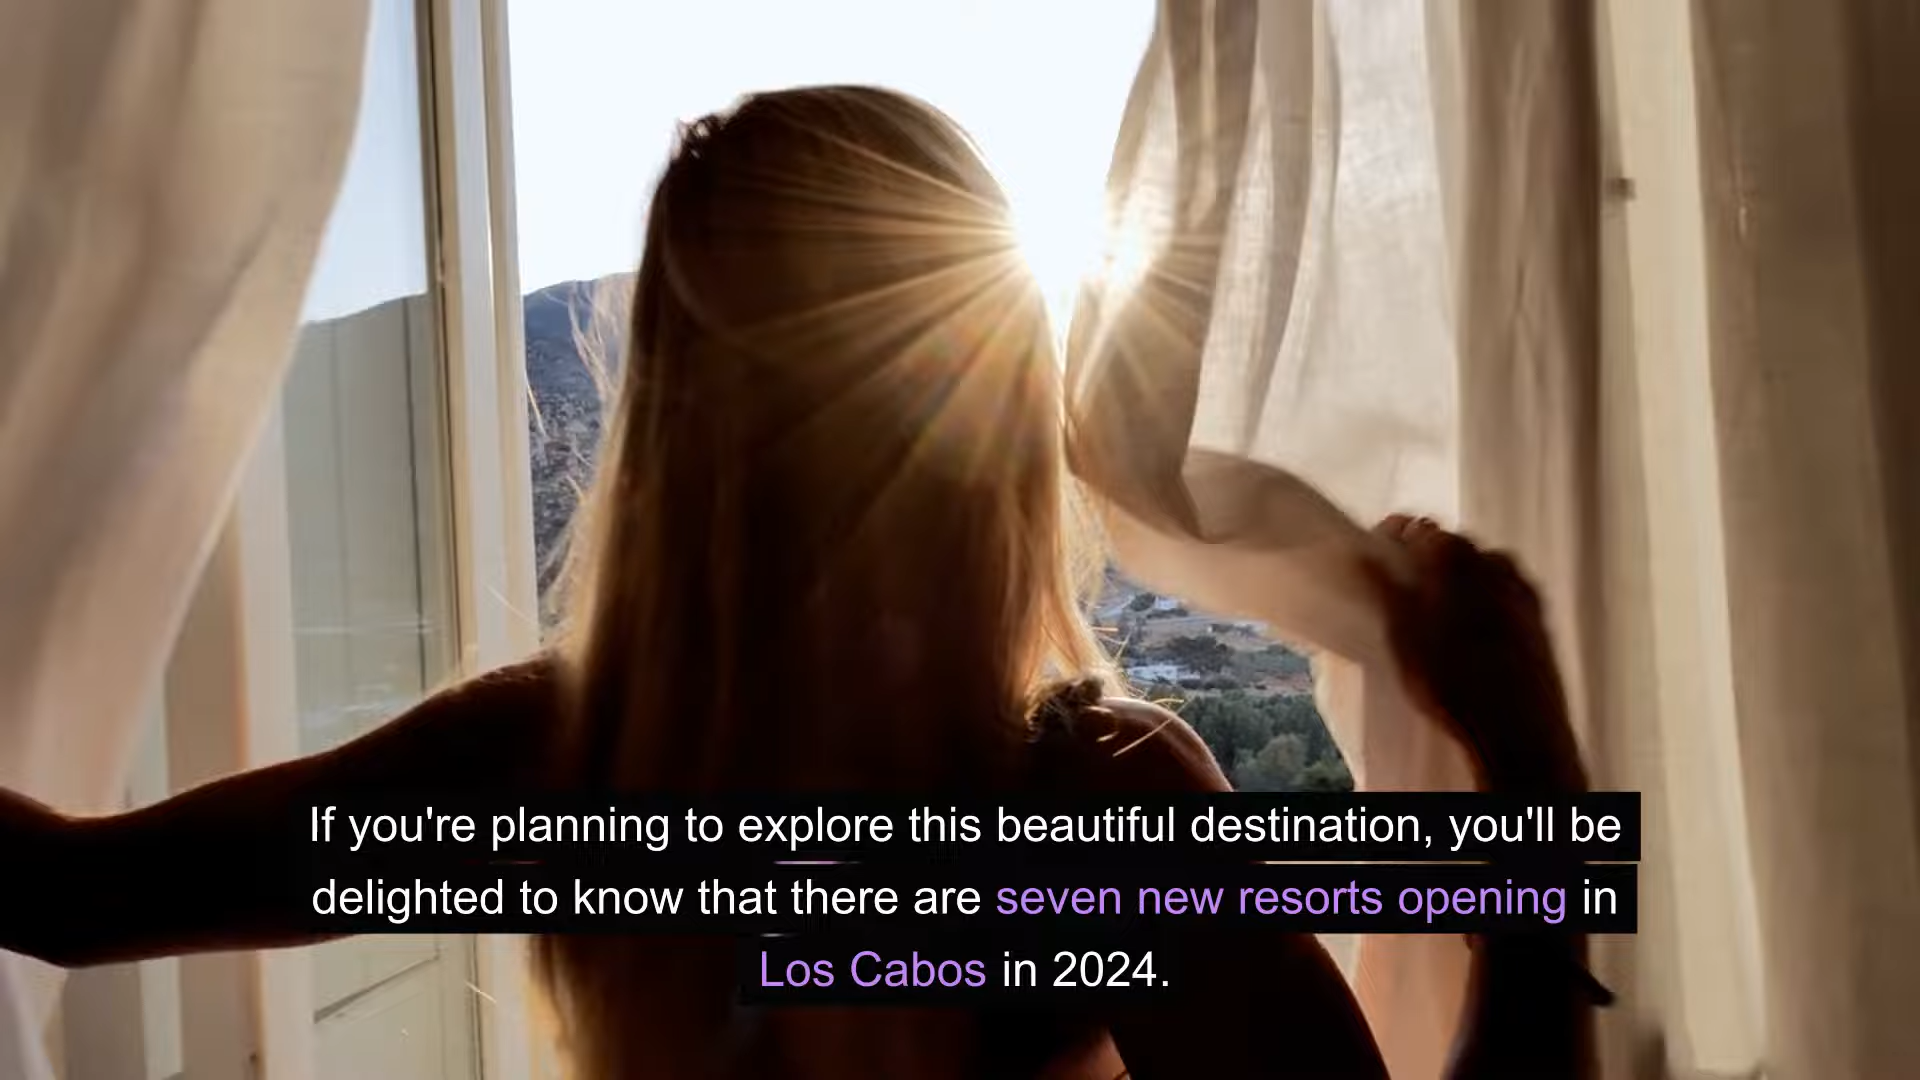 If you're planning to explore this beautiful destination, you'll be
delighted to know that there are seven new resorts opening in
Los Cabos in 2024.